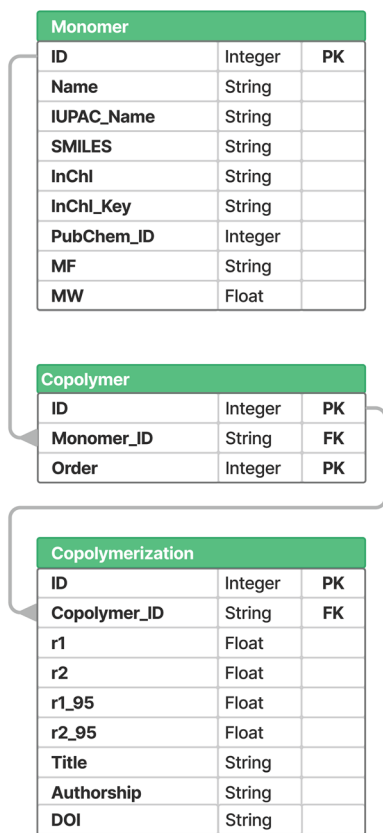 Monomer
ID Integer PK
Name String
IUPAC_Name String
SMILES String
InChI String
InChI_Key String
PubChem_ID Integer
MF String
MW Float
Copolymer
ID Integer PK
Monomer_ID String FK
Order Integer PK
Copolymerization
ID Integer PK
Copolymer_ID String FK
r1 Float
r2 Float
r1_95 Float
r2_95 Float
Title String
Authorship String
DOI String